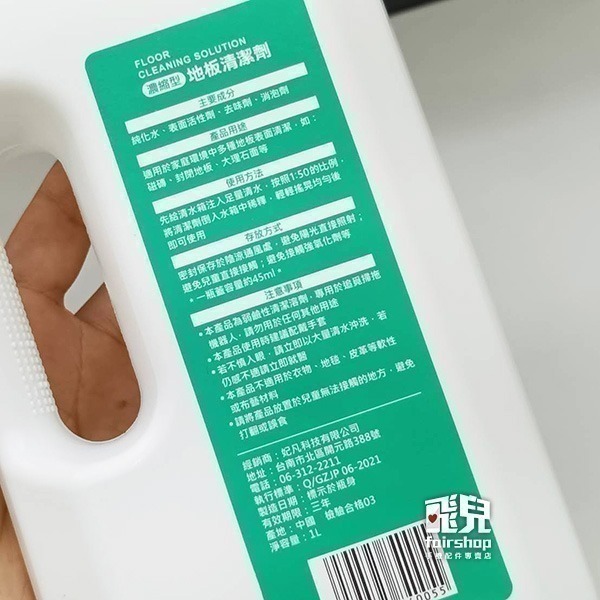 FLOOR
CLEANING SOLUTION
濃縮型 地板清潔劑
主要成分
純化水、表面活性劑、去味劑、消泡劑
產品用途
適用於家庭環境中多種地板表面清潔，如：
磁磚、封閉地板、大理石面等
使用方法
先給清水箱注入足量清水，按照1:50的比例，
將清潔劑倒入水箱中稀釋，輕輕搖晃均勻後
即可使用
存放方式
密封保存於陰涼通風處，避免陽光直接照射；
避免兒童直接接觸；避免接觸強氧化劑等
•一瓶蓋容量約45ml•
注意事項
•本產品為弱鹼性清潔溶劑，專用於追覓掃拖
機器人，請勿用於任何其他用途
•本產品使用時建議配戴手套
•若不慎入眼，請立即以大量清水沖洗，若
仍感不適請立即就醫
•本產品不適用於衣物、地毯、皮革等軟性
或布藝材料
•請將產品放置於兒童無法接觸的地方，避免
打翻或誤食
經銷商：妃凡科技有限公司
地址：台南市北區開元路388號
電話：06-312-2211
執行標準：Q/GZJP 06-2021
製造日期：標示於瓶身
有效期限：三年
產地：中國 檢驗合格03
淨容量：1L
飛兒
fairshop
手機配件專賣店